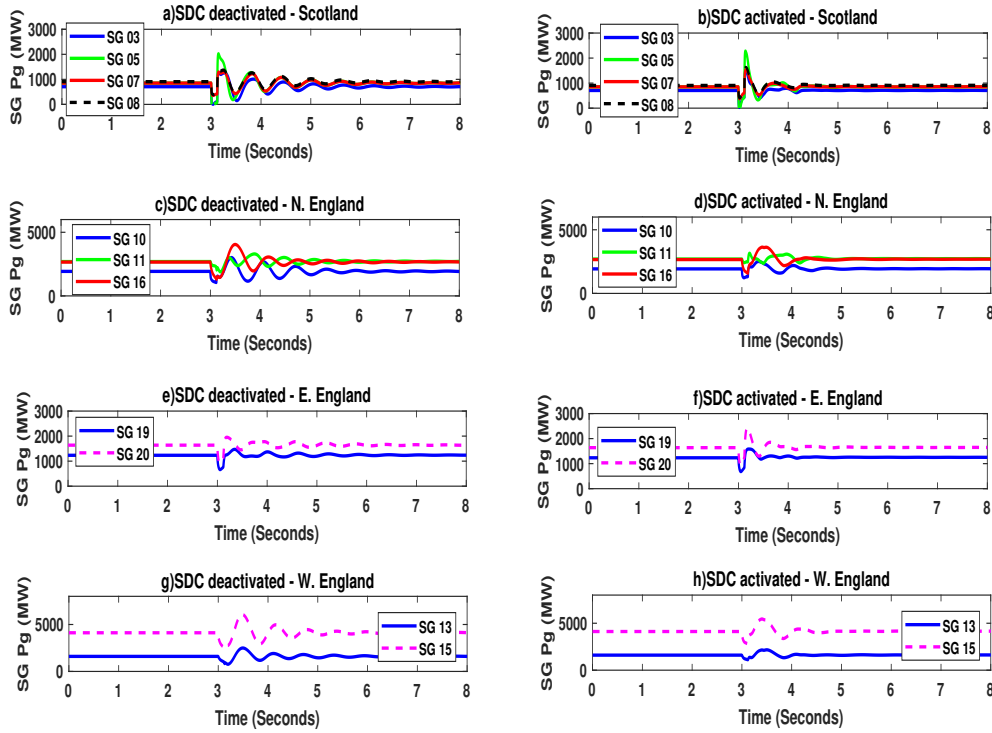 a)SDC deactivated - Scotland
SG Pg (MW)
3000
2000
1000
0
SG 03
SG 05
SG 07
SG 08
0 1 2 3 4 5 6 7 8
Time (Seconds)
b)SDC activated - Scotland
SG Pg (MW)
3000
2000
1000
0
SG 03
SG 05
SG 07
SG 08
0 1 2 3 4 5 6 7 8
Time (Seconds)
c)SDC deactivated - N. England
SG Pg (MW)
5000
0
SG 10
SG 11
SG 16
0 1 2 3 4 5 6 7 8
Time (Seconds)
d)SDC activated - N. England
SG Pg (MW)
5000
0
SG 10
SG 11
SG 16
0 1 2 3 4 5 6 7 8
Time (Seconds)
e)SDC deactivated - E. England
SG Pg (MW)
3000
2000
1000
0
SG 19
SG 20
0 1 2 3 4 5 6 7 8
Time (Seconds)
f)SDC activated - E. England
SG Pg (MW)
3000
2000
1000
0
SG 19
SG 20
0 1 2 3 4 5 6 7 8
Time (Seconds)
g)SDC deactivated - W. England
SG Pg (MW)
5000
0
SG 13
SG 15
0 1 2 3 4 5 6 7 8
Time (Seconds)
h)SDC activated - W. England
SG Pg (MW)
5000
0
SG 13
SG 15
0 1 2 3 4 5 6 7 8
Time (Seconds)